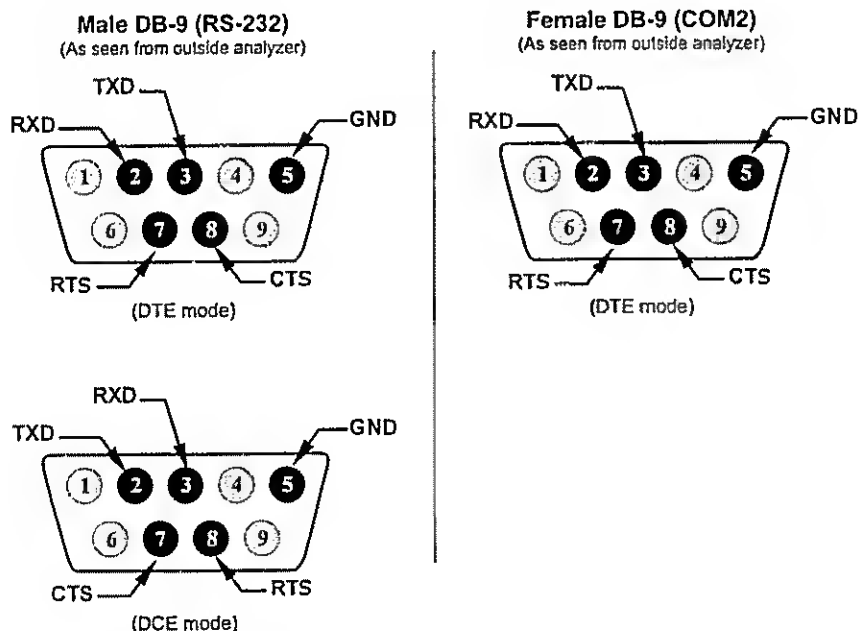 Male DB-9 (RS-232)
(As seen from outside analyzer)
TXD
RXD
GND
1 2 3 4 5
6 7 8 9
RTS
CTS
(DTE mode)
RXD
TXD
GND
1 2 3 4 5
6 7 8 9
CTS
RTS
(DCE mode)
Female DB-9 (COM2)
(As seen from outside analyzer)
TXD
RXD
GND
1 2 3 4 5
6 7 8 9
RTS
CTS
(DTE mode)